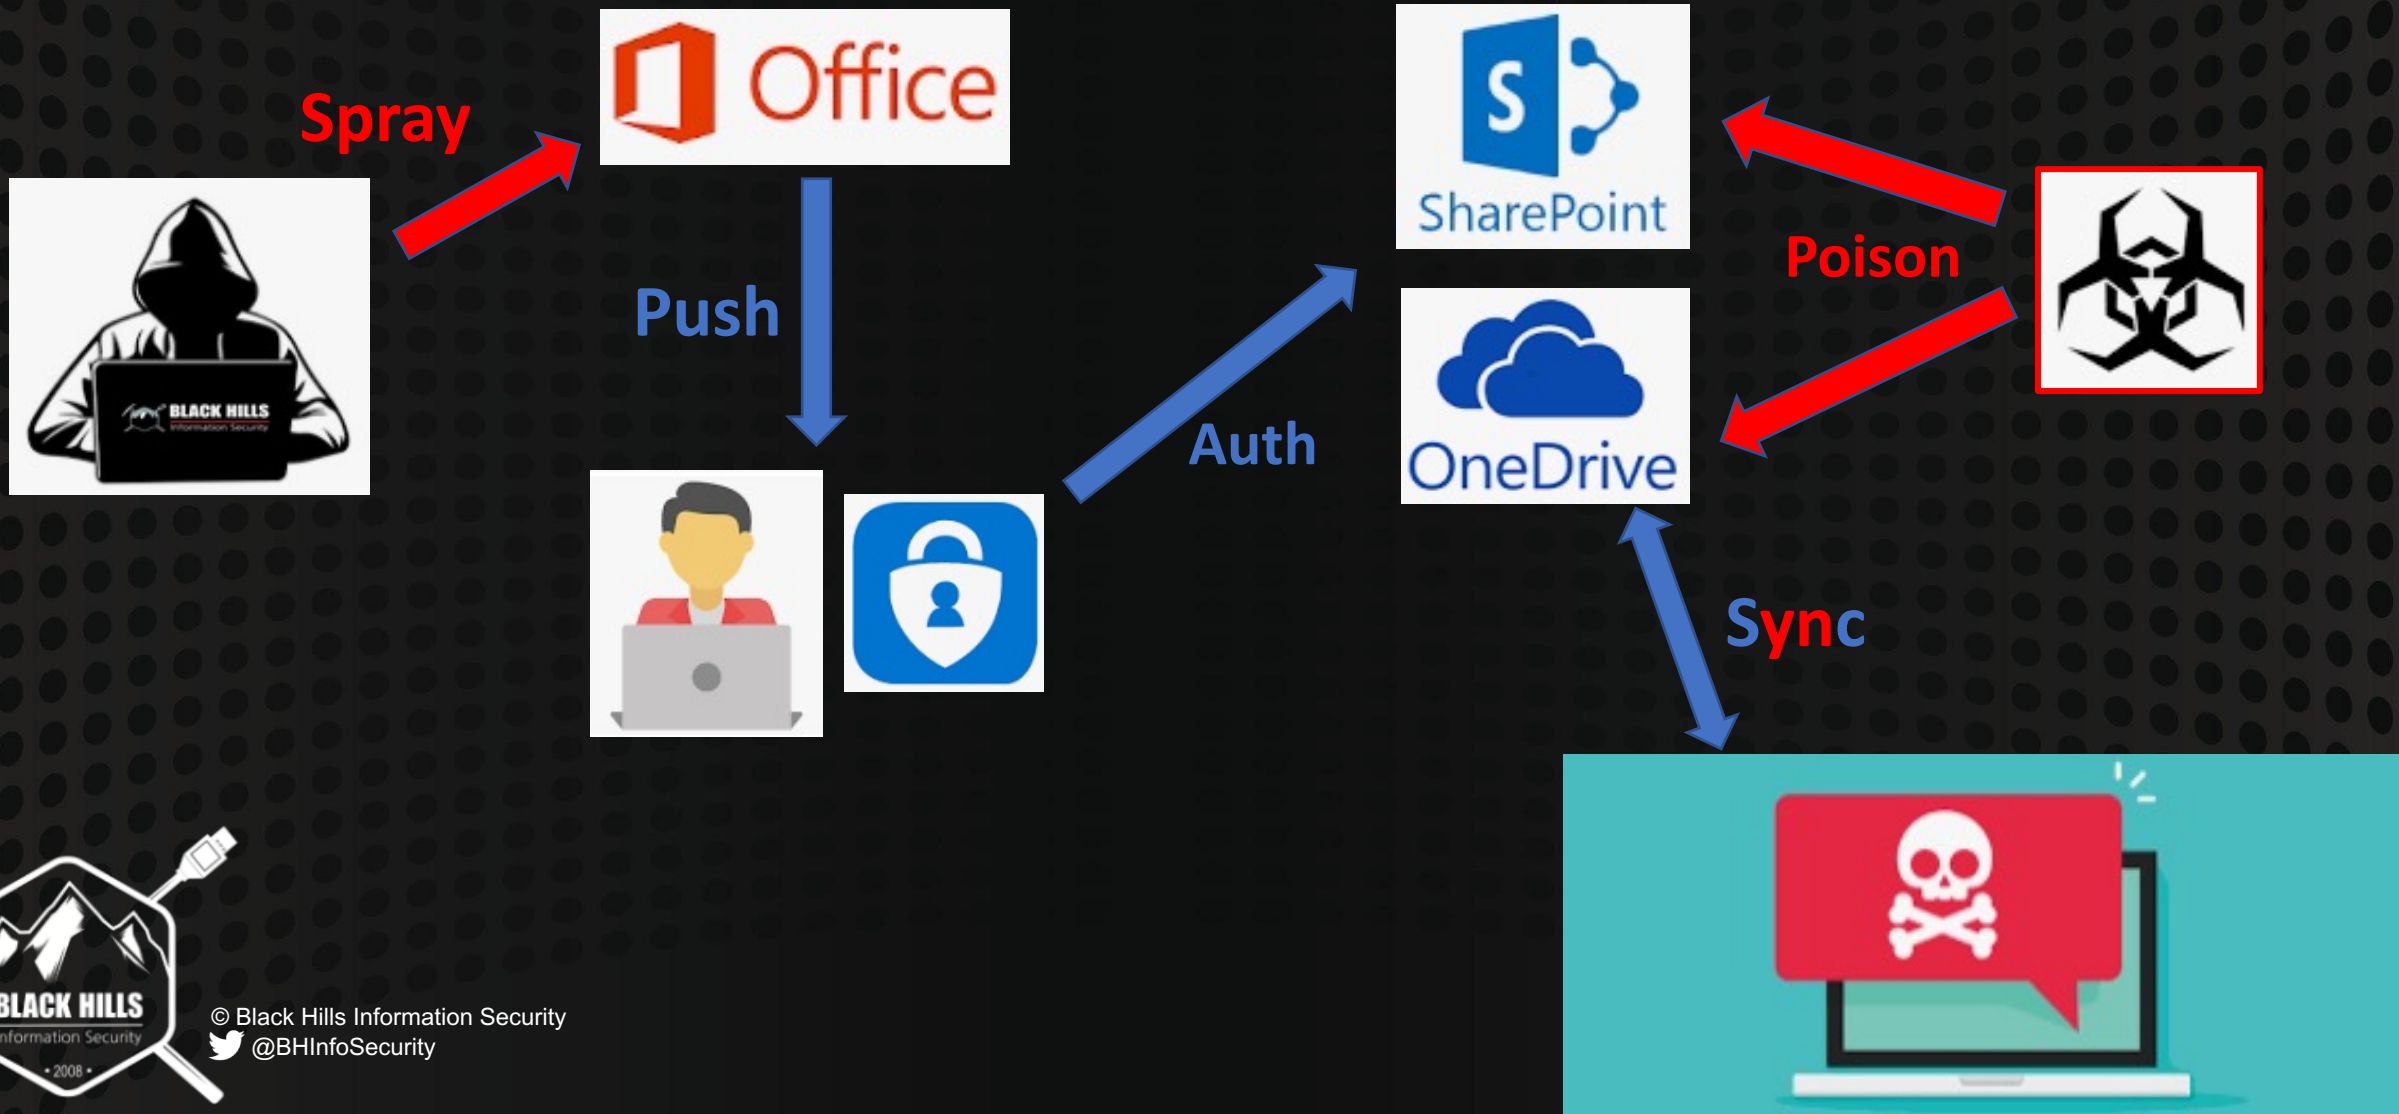 Spray
Office
Push
BLACK HILLS
Information Security
Auth
S
SharePoint
OneDrive
Poison
Sync
BLACK HILLS
Information Security
• 2008 •
© Black Hills Information Security
@BHInfoSecurity